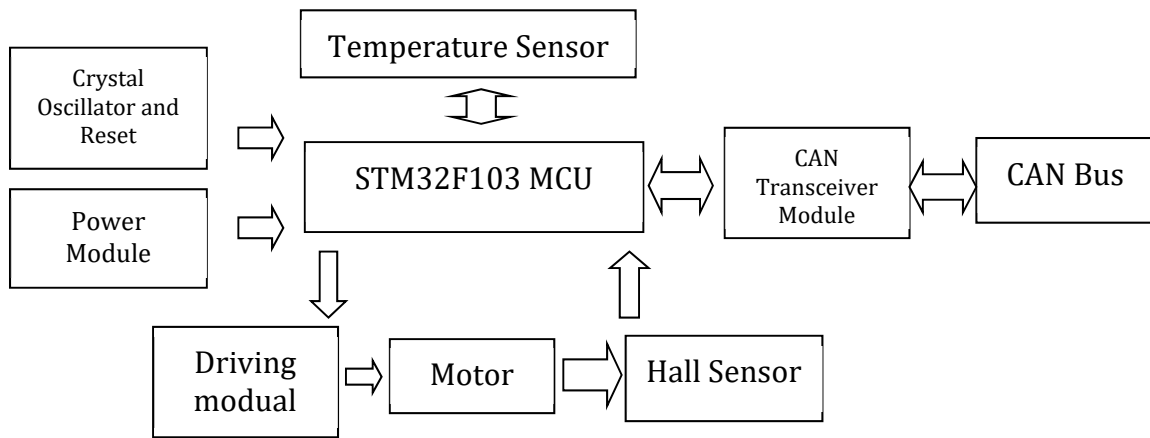 Temperature Sensor
Crystal
Oscillator and
Reset
STM32F103 MCU
CAN
Transceiver
Module
CAN Bus
Power
Module
Driving
modual
Motor
Hall Sensor